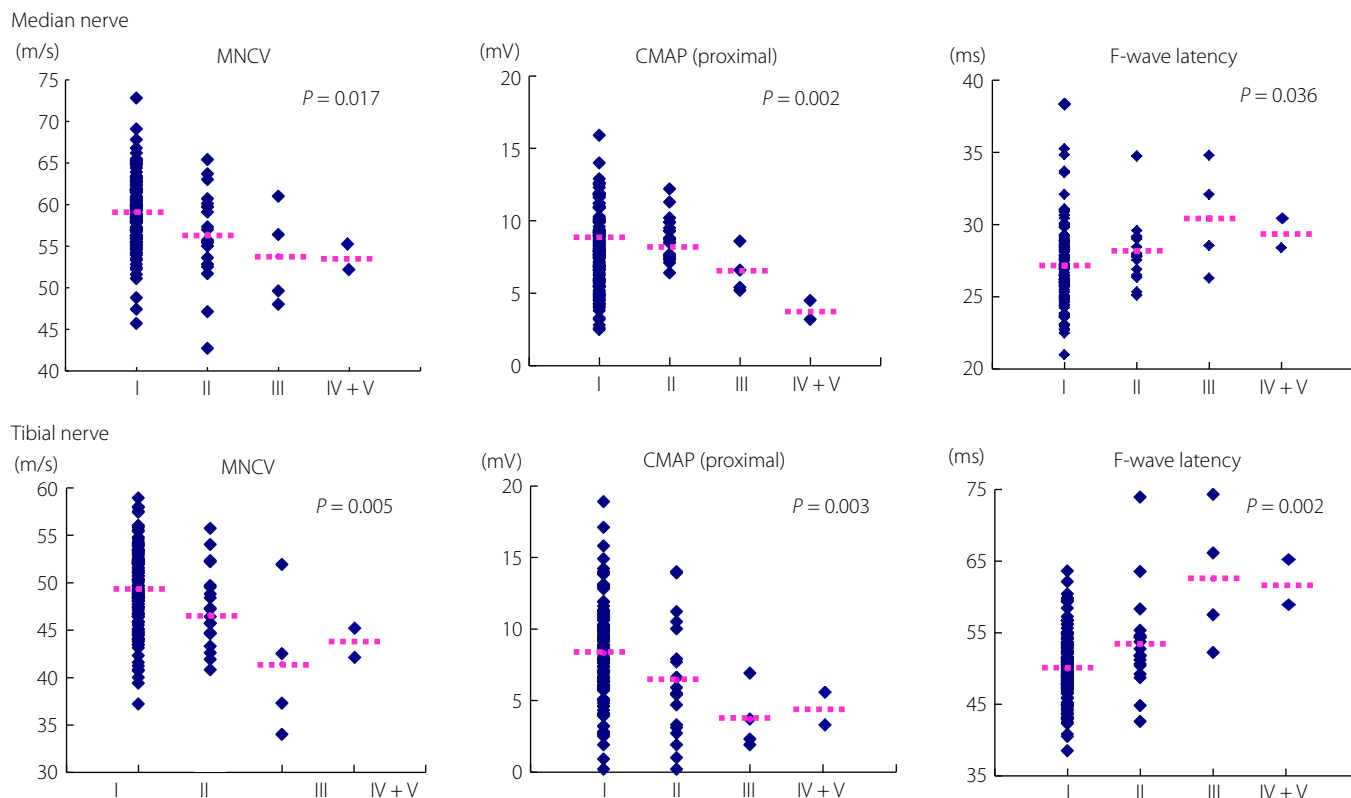 Median nerve
(m/s)
MNCV
P = 0.017
75
70
65
60
55
50
45
40
I II III IV + V
(mV)
CMAP (proximal)
P = 0.002
20
15
10
5
0
I II III IV + V
(ms)
F-wave latency
P = 0.036
40
35
30
25
20
I II III IV + V
Tibial nerve
(m/s)
MNCV
P = 0.005
60
55
50
45
40
35
30
I II III IV + V
(mV)
CMAP (proximal)
P = 0.003
20
15
10
5
0
I II III IV + V
(ms)
F-wave latency
P = 0.002
75
65
55
45
35
I II III IV + V